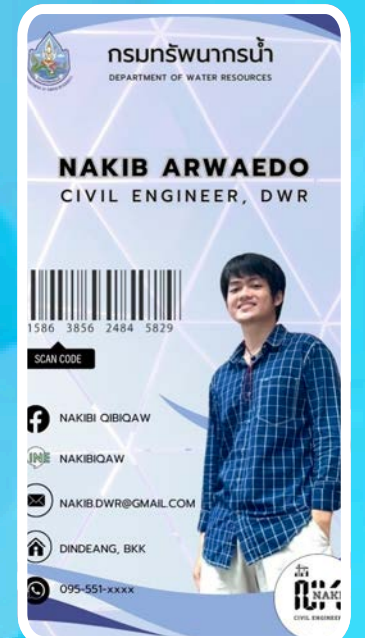 กรมทรัพยากรน้ำ
DEPARTMENT OF WATER RESOURCES
NAKIB ARWAEDO
CIVIL ENGINEER, DWR
1586 3856 2484 5829
SCAN CODE
NAKIBI QIBIQAW
LINE
NAKIBIQAW
NAKIB.DWR@GMAIL.COM
DINDEANG, BKK
095-551-xxxx
NAKI
CIVIL ENGINEER